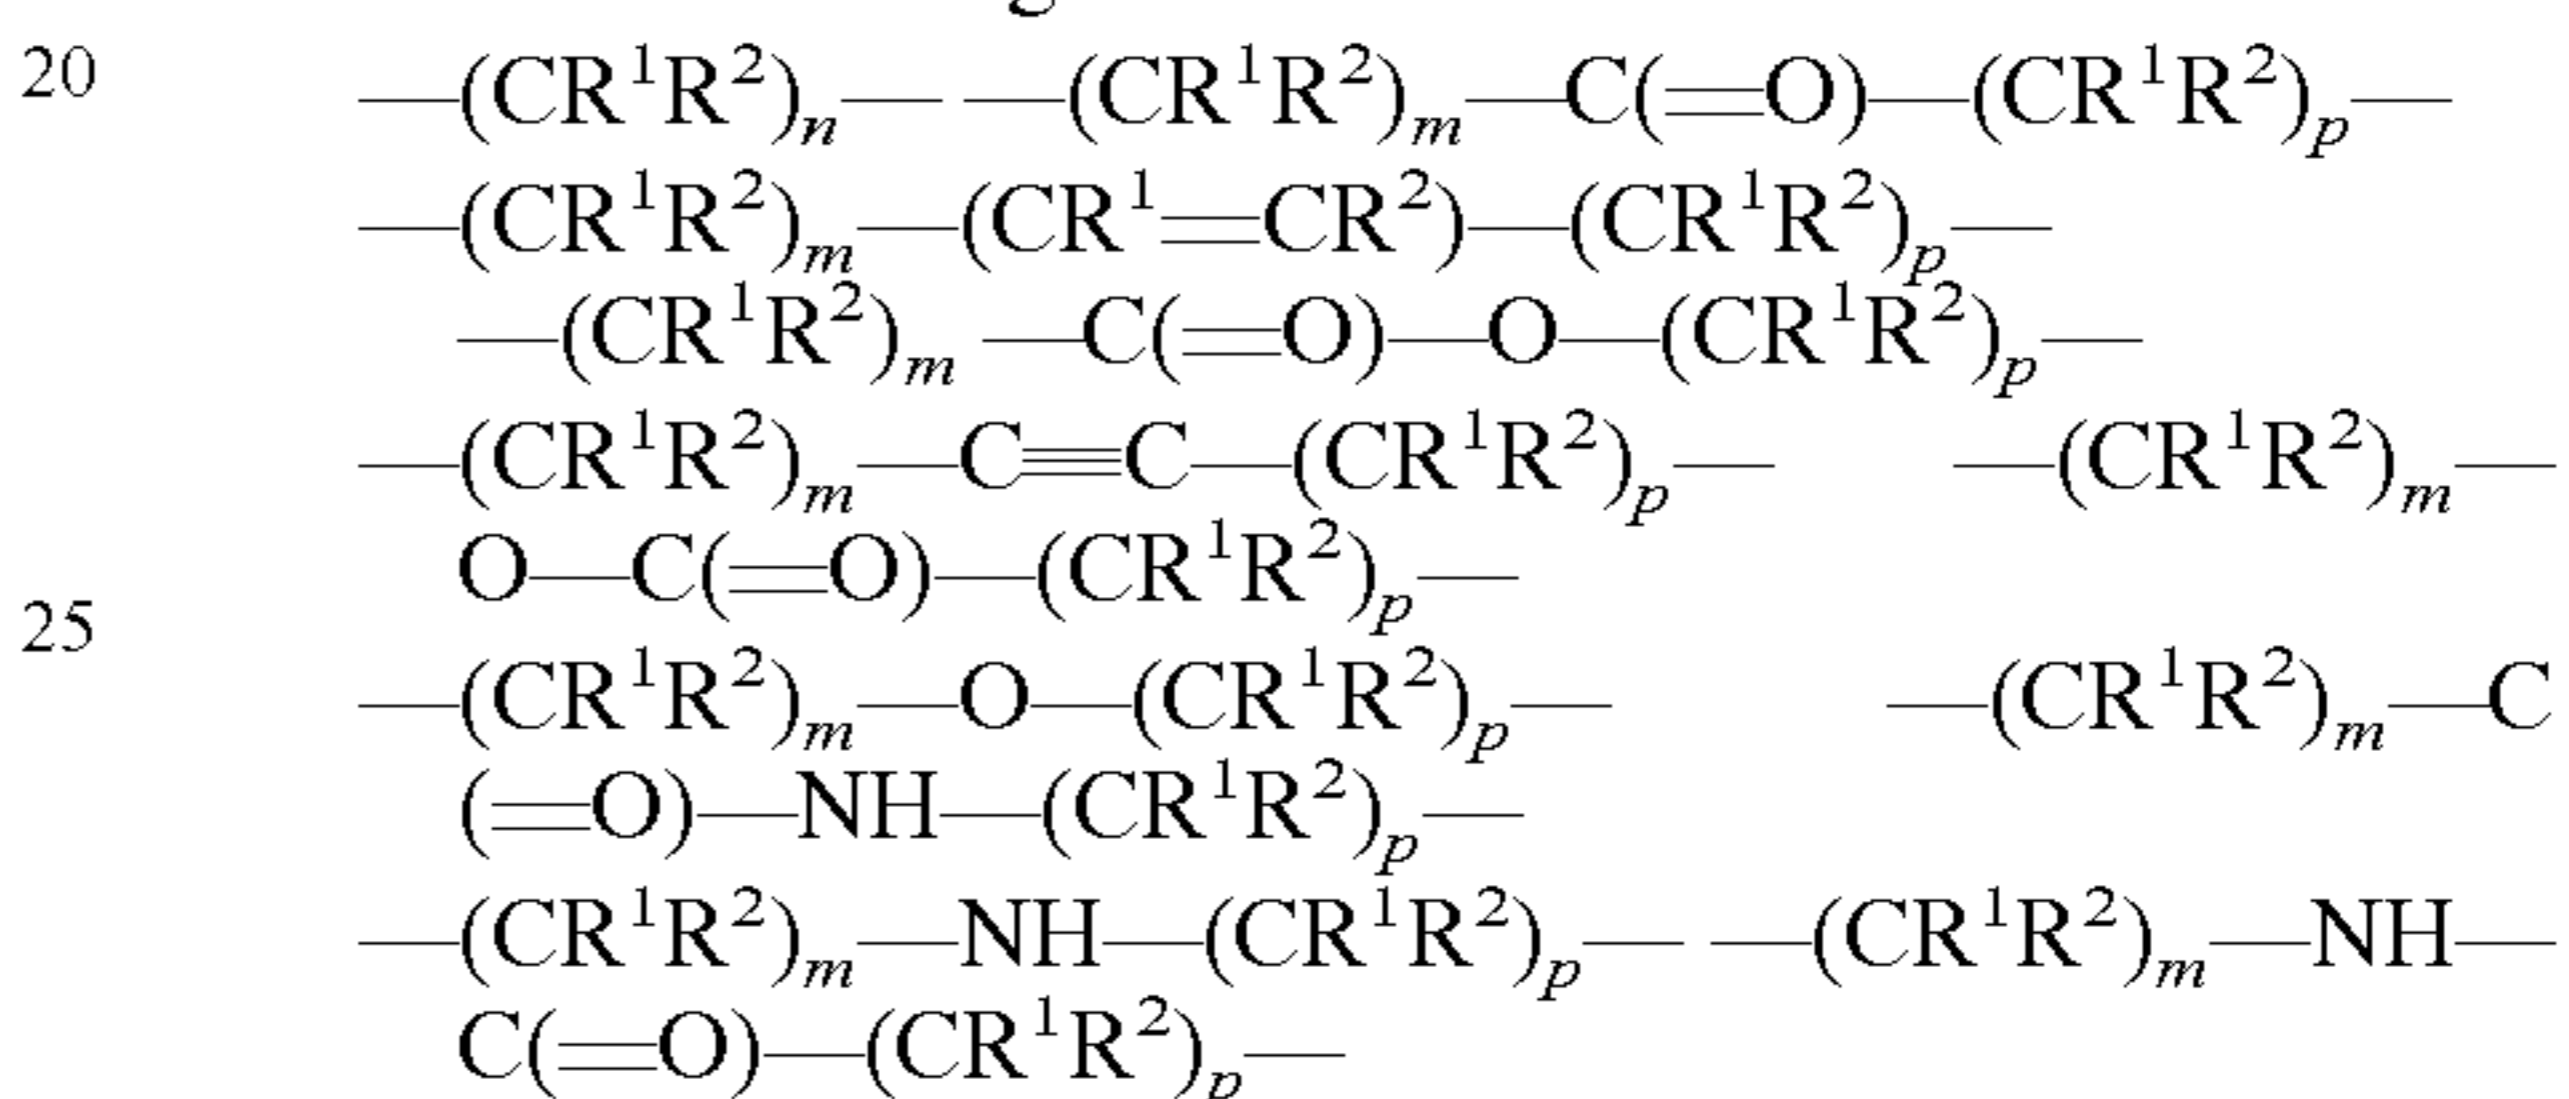 20 —(CR¹R²)ₙ— —(CR¹R²)ₘ—C(═O)—(CR¹R²)ₚ—
—(CR¹R²)ₘ—(CR¹═CR²)—(CR¹R²)ₚ—
—(CR¹R²)ₘ —C(═O)—O—(CR¹R²)ₚ—
—(CR¹R²)ₘ—C≡C—(CR¹R²)ₚ— —(CR¹R²)ₘ—
O—C(═O)—(CR¹R²)ₚ—
25
—(CR¹R²)ₘ—O—(CR¹R²)ₚ— —(CR¹R²)ₘ—C
(═O)—NH—(CR¹R²)ₚ—
—(CR¹R²)ₘ—NH—(CR¹R²)ₚ— —(CR¹R²)ₘ—NH—
C(═O)—(CR¹R²)ₚ—